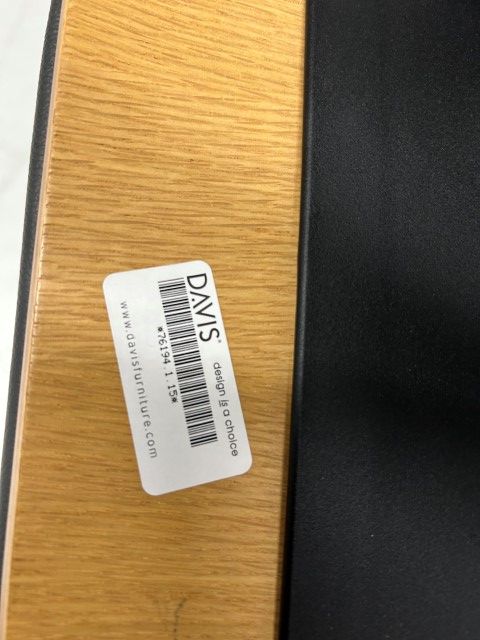 DAVIS®
design is a choice
*76194.1.15*
www.davisfurniture.com